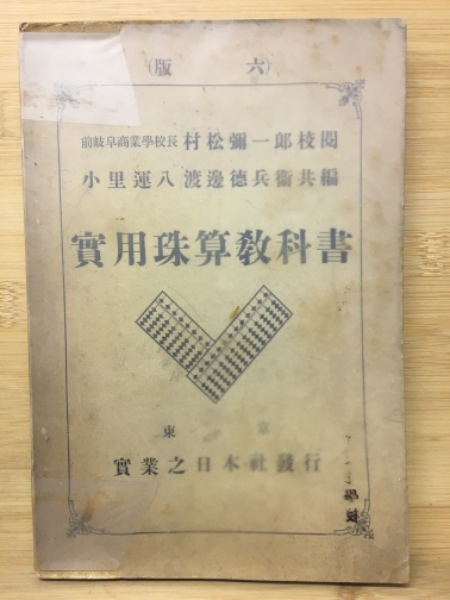 (版 六)
前岐阜商業學校長 村松彌一郎校閲
小里運八 渡邊德兵衛共編
實用珠算敎科書
東京
實業之日本社發行